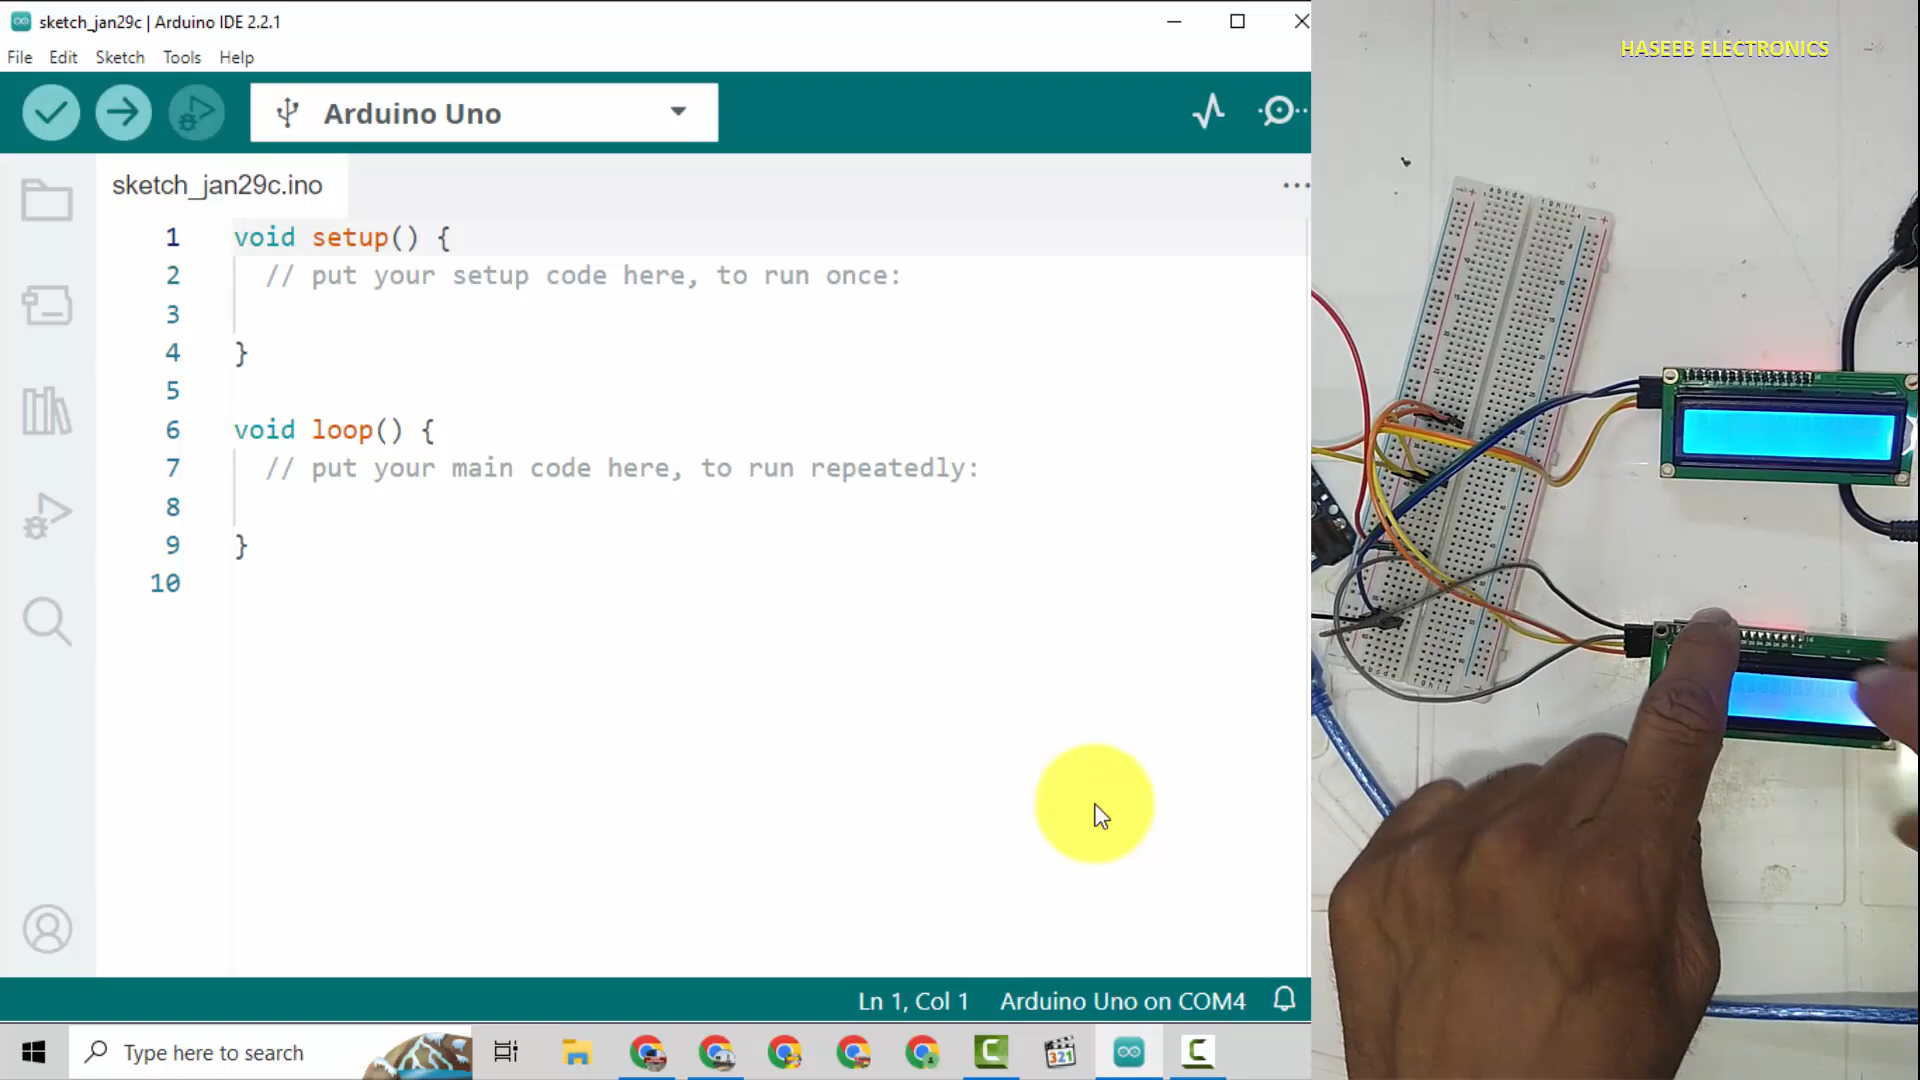 sketch_jan29c | Arduino IDE 2.2.1
File Edit Sketch Tools Help
HASEEB ELECTRONICS
Arduino Uno
sketch_jan29c.ino
1 void setup() {
2 // put your setup code here, to run once:
3
4 }
5
6 void loop() {
7 // put your main code here, to run repeatedly:
8
9 }
10
Ln 1, Col 1 Arduino Uno on COM4
Type here to search
321